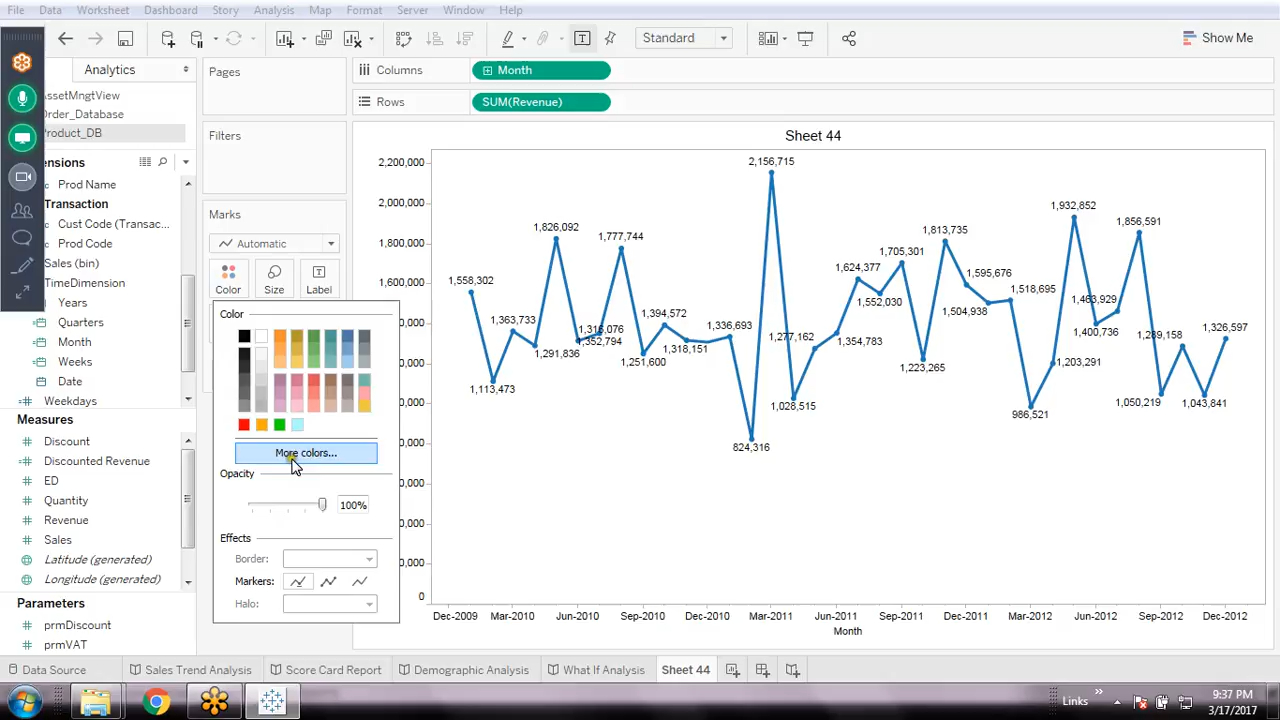 File Data Worksheet Dashboard Story Analysis Map Format Server Window Help
Standard
Show Me
Analytics
Pages
Columns
Month
Rows
SUM(Revenue)
AssetMngtView
Order_Database
Product_DB
Filters
Sheet 44
ensions
Prod Name
Transaction
Cust Code (Transac...
Prod Code
Sales (bin)
TimeDimension
Years
Quarters
Month
Weeks
Date
Weekdays
Measures
Discount
Discounted Revenue
ED
Quantity
Revenue
Sales
Latitude (generated)
Longitude (generated)
Parameters
prmDiscount
prmVAT
Marks
Automatic
Color
Size
Label
Color
More colors...
Opacity
100%
Effects
Border:
Markers:
Halo:
2,200,000
2,000,000
1,800,000
1,600,000
,000
,000
,000
,000
,000
,000
,000
0
1,558,302
1,113,473
1,363,733
1,291,836
1,826,092
1,316,076
1,352,794
1,777,744
1,251,600
1,394,572
1,318,151
1,336,693
824,316
2,156,715
1,028,515
1,277,162
1,354,783
1,624,377
1,552,030
1,705,301
1,223,265
1,813,735
1,595,676
1,504,938
1,518,695
986,521
1,203,291
1,932,852
1,400,736
1,856,591
1,050,219
1,043,841
1,326,597
Dec-2009 Mar-2010 Jun-2010 Sep-2010 Dec-2010 Mar-2011 Jun-2011 Sep-2011 Dec-2011 Mar-2012 Jun-2012 Sep-2012 Dec-2012
Month
Data Source Sales Trend Analysis Score Card Report Demographic Analysis What If Analysis Sheet 44
Links
9:37 PM
3/17/2017